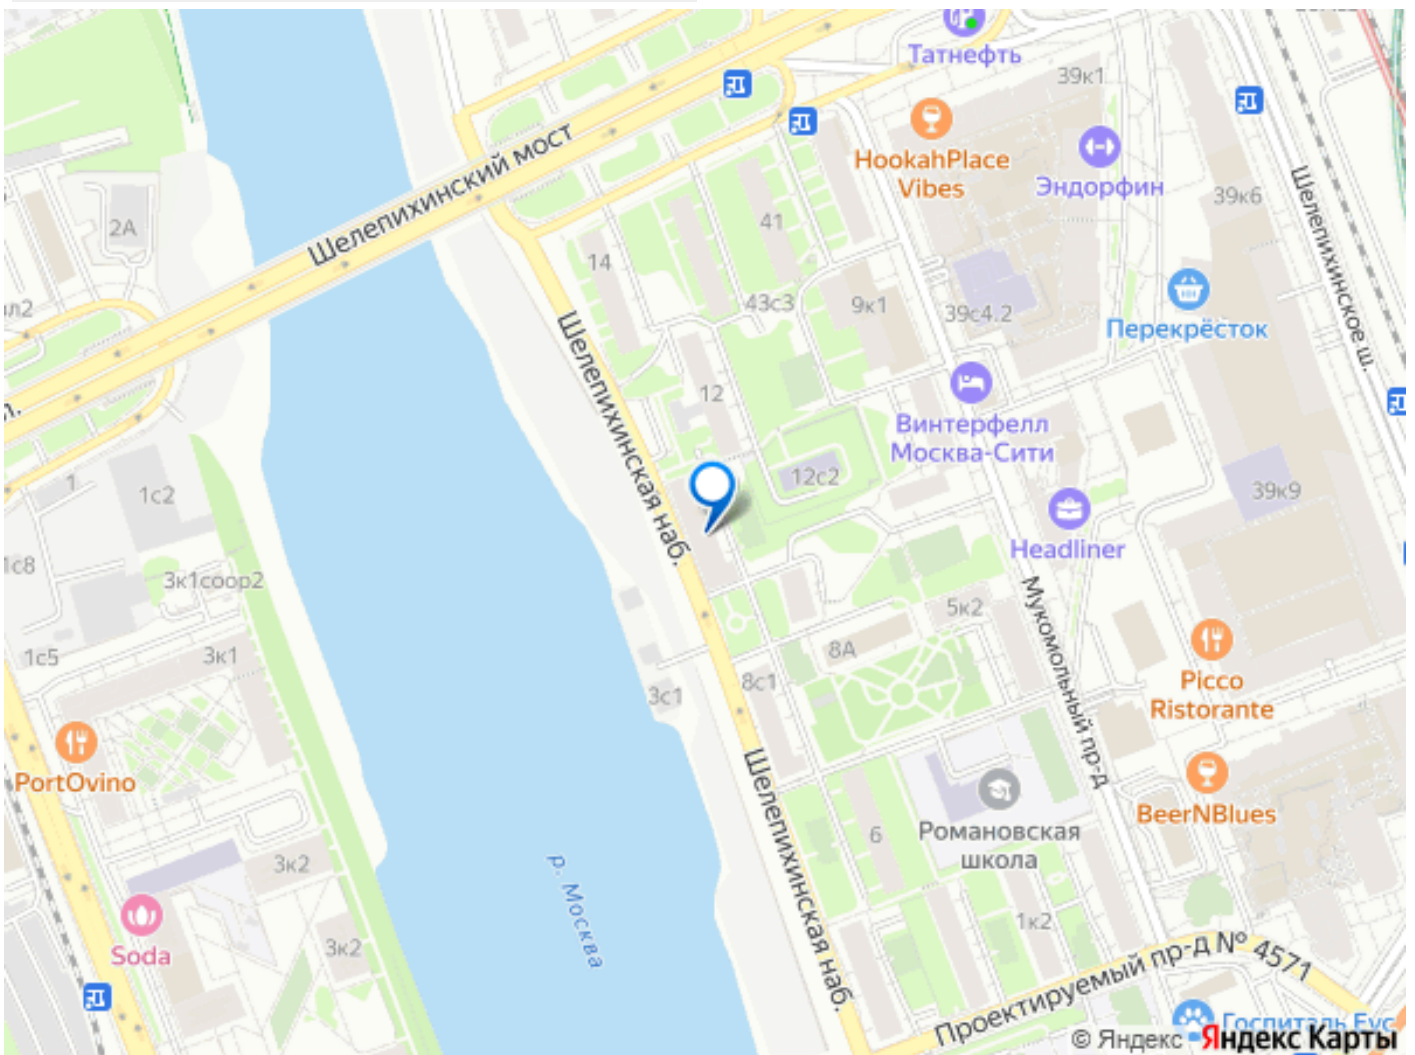 Татнефть
39к1
HookahPlace
Vibes
Эндорфин
39к6
Шелепихинский мост
Шелепихинское ш.
2А
41
14
43с3
9к1
39с4.2
Перекрёсток
л2
Шелепихинская наб.
12
Винтерфелл
Москва-Сити
л.
12с2
39к9
1
1с2
Headliner
1с8
3к1соор2
5к2
Мукомольный пр-д
8А
1с5
3к1
8с1
3с1
Picco
Ristorante
PortOvino
Шелепихинская наб.
BeerNBlues
Романовская
школа
6
3к2
р. Москва
1к2
Soda
3к2
Проектируемый пр-д № 4571
Госпиталь Бус
© Яндекс
Яндекс Карты